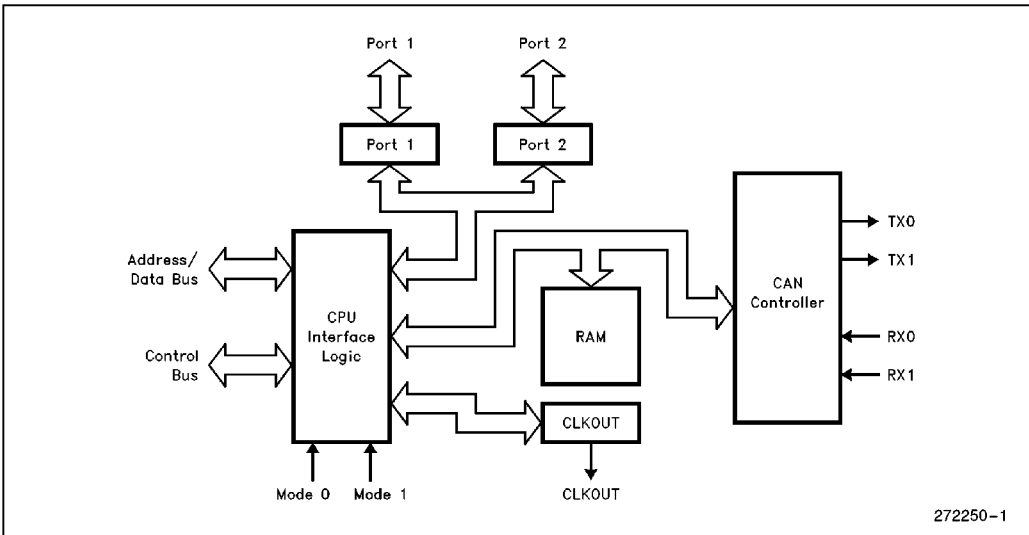 Port 1
Port 2
Port 1
Port 2
Address/
Data Bus
Control
Bus
CPU
Interface
Logic
RAM
CAN
Controller
TX0
TX1
RX0
RX1
CLKOUT
Mode 0
Mode 1
CLKOUT
272250-1